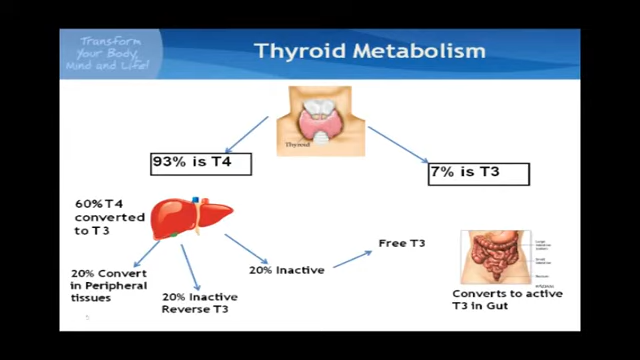 Transform
Your Body,
Mind and Life!
Thyroid Metabolism
Thyroid
93% is T4
7% is T3
60% T4
converted
to T3
Free T3
20% Inactive
20% Convert
in Peripheral
tissues
20% Inactive
Reverse T3
Converts to active
T3 in Gut
5